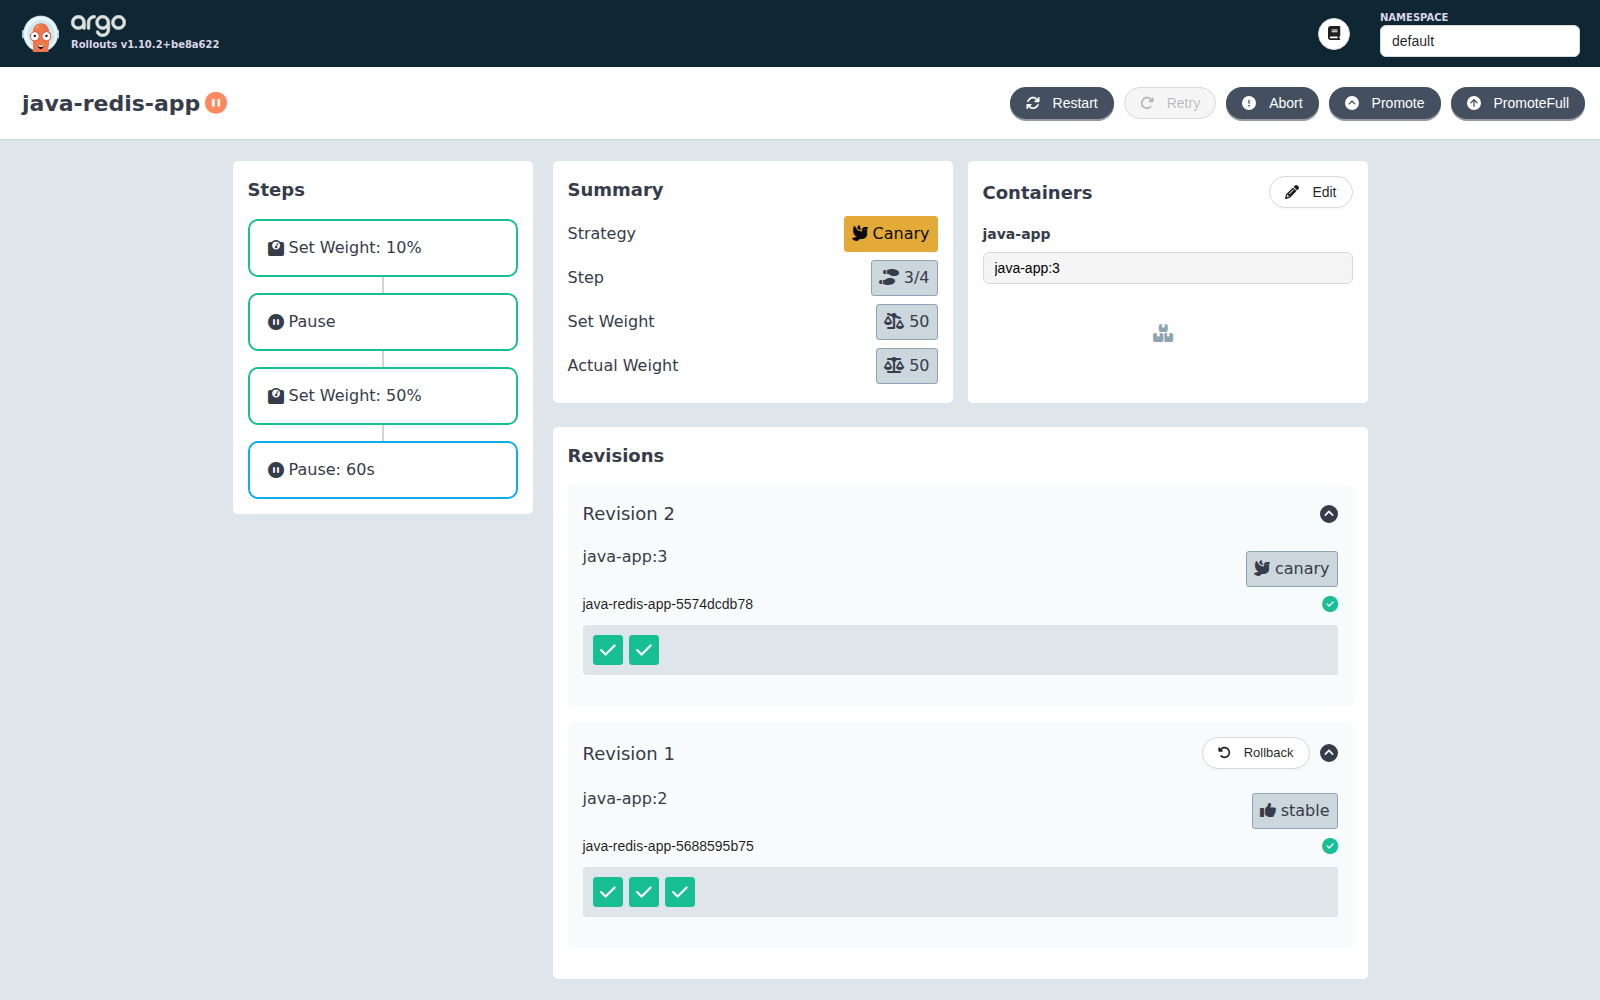 argo
Rollouts v1.10.2+be8a622
NAMESPACE
default
java-redis-app
Restart
Retry
Abort
Promote
PromoteFull
Steps
Set Weight: 10%
Pause
Set Weight: 50%
Pause: 60s
Summary
Strategy
Canary
Step
3/4
Set Weight
50
Actual Weight
50
Containers
Edit
java-app
java-app:3
Revisions
Revision 2
java-app:3
canary
java-redis-app-5574dcdb78
Revision 1
Rollback
java-app:2
stable
java-redis-app-5688595b75